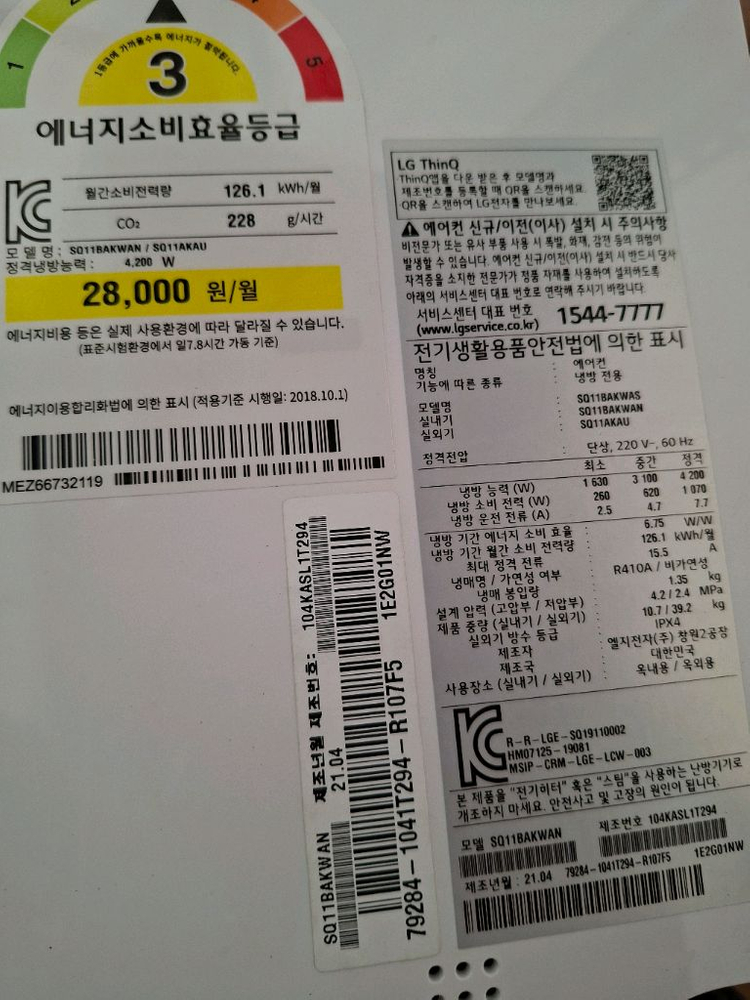 1
2
5
1등급에 가까울수록 에너지가 절약됩니다.
3
에너지소비효율등급
월간소비전력량 126.1 kWh/월
CO₂ 228 g/시간
모 델 명 : SQ11BAKWAN / SQ11AKAU
정격냉방능력 : 4,200 W
28,000 원/월
에너지비용 등은 실제 사용환경에 따라 달라질 수 있습니다.
(표준시험환경에서 일7.8시간 가동 기준)
에너지이용합리화법에 의한 표시 (적용기준 시행일: 2018.10.1)
MEZ66732119
SQ11BAKWAN 제조년월 제조번호:
21.04 104KASL1T294
79284-1041T294-R107F5 1E2G01NW
LG ThinQ
ThinQ앱을 다운 받은 후 모델명과
제조번호를 등록할 때 QR을 스캔하세요.
QR을 스캔하여 LG전자를 만나보세요.
에어컨 신규/이전(이사) 설치 시 주의사항
비전문가 또는 유사 부품 사용 시 폭발, 화재, 감전 등의 위험이
발생할 수 있습니다. 에어컨 신규/이전(이사) 설치 시 반드시 당사
자격증을 소지한 전문가가 정품 자재를 사용하여 설치하도록
아래의 서비스센터 대표 번호로 연락해 주시기 바랍니다.
서비스센터 대표 번호 1544-7777
(www.lgservice.co.kr)
전기생활용품안전법에 의한 표시
명칭 : 에어컨
기능에 따른 종류 : 냉방 전용
모델명 : SQ11BAKWAS
실내기 : SQ11BAKWAN
실외기 : SQ11AKAU
정격전압 : 단상, 220 V~, 60 Hz
최소 중간 정격
냉방 능력 (W) 1 630 3 100 4 200
냉방 소비 전력 (W) 260 620 1 070
냉방 운전 전류 (A) 2.5 4.7 7.7
냉방 기간 에너지 소비 효율 : 6.75 W/W
냉방 기간 월간 소비 전력량 : 126.1 kWh/월
최대 정격 전류 : 15.5 A
냉매명 / 가연성 여부 : R410A / 비가연성
냉매 봉입량 : 1.35 kg
설계 압력 (고압부 / 저압부) : 4.2 / 2.4 MPa
제품 중량 (실내기 / 실외기) : 10.7 / 39.2 kg
실외기 방수 등급 : IPX4
제조자 : 엘지전자(주) 창원2공장
제조국 : 대한민국
사용장소 (실내기 / 실외기) : 옥내용 / 옥외용
R-R-LGE-SQ19110002
HM07125-19081
MSIP-CRM-LGE-LCW-003
본 제품을 "전기히터" 혹은 "스팀"을 사용하는 난방기기로
개조하지 마세요. 안전사고 및 고장의 원인이 됩니다.
모델 SQ11BAKWAN 제조번호 104KASL1T294
제조년월 : 21.04 79284-1041T294-R107F5 1E2G01NW